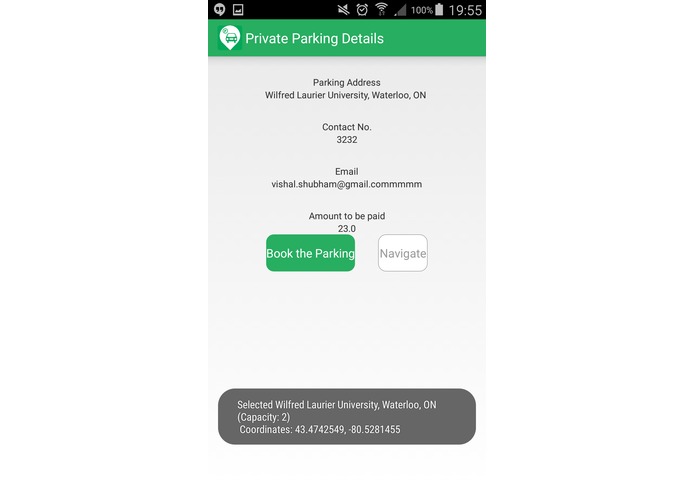 100% 19:55
Private Parking Details
Parking Address
Wilfred Laurier University, Waterloo, ON
Contact No.
3232
Email
vishal.shubham@gmail.commmmm
Amount to be paid
23.0
Book the Parking Navigate
Selected Wilfred Laurier University, Waterloo, ON
(Capacity: 2)
Coordinates: 43.4742549, -80.5281455